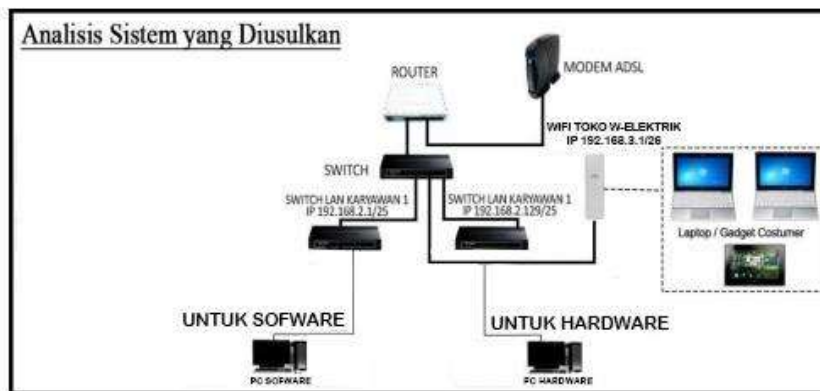 Analisis Sistem yang Diusulkan
ROUTER
MODEM ADSL
WIFI TOKO W-ELEKTRIK
IP 192.168.3.1/26
SWITCH
SWITCH LAN KARYAWAN 1
IP 192.168.2.1/25
SWITCH LAN KARYAWAN 1
IP 192.168.2.129/25
Laptop / Gadget Costumer
UNTUK SOFWARE
UNTUK HARDWARE
PC SOFWARE
PC HARDWARE